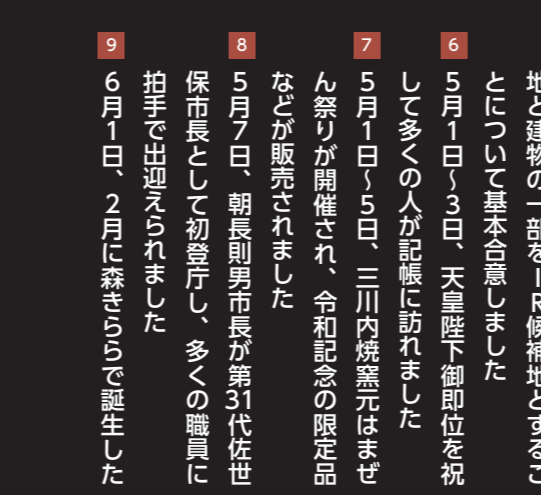 地と建物の一部をIR候補地とするこ
とについて基本合意しました
6
5月1日～3日、天皇陛下御即位を祝
して多くの人が記帳に訪れました
7
5月1日～5日、三川内焼窯元はまぜ
ん祭りが開催され、令和記念の限定品
などが販売されました
8
5月7日、朝長則男市長が第31代佐世
保市長として初登庁し、多くの職員に
拍手で出迎えられました
9
6月1日、2月に森きららで誕生した